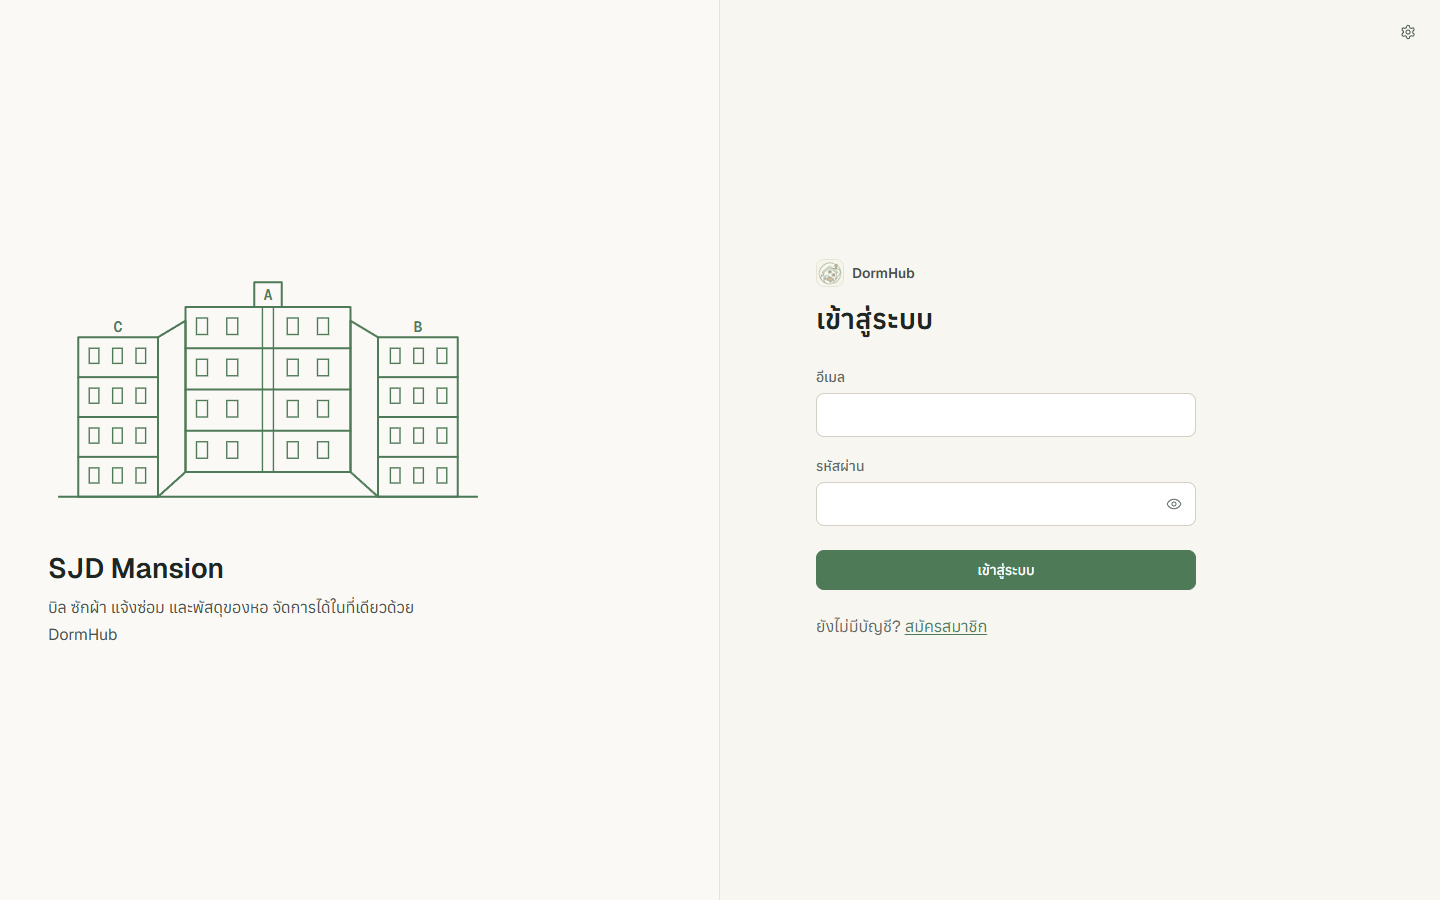 A
C
B
SJD Mansion
บิล ซักผ้า แจ้งซ่อม และพัสดุของหอ จัดการได้ในที่เดียวด้วย
DormHub
DormHub
เข้าสู่ระบบ
อีเมล
รหัสผ่าน
เข้าสู่ระบบ
ยังไม่มีบัญชี? สมัครสมาชิก